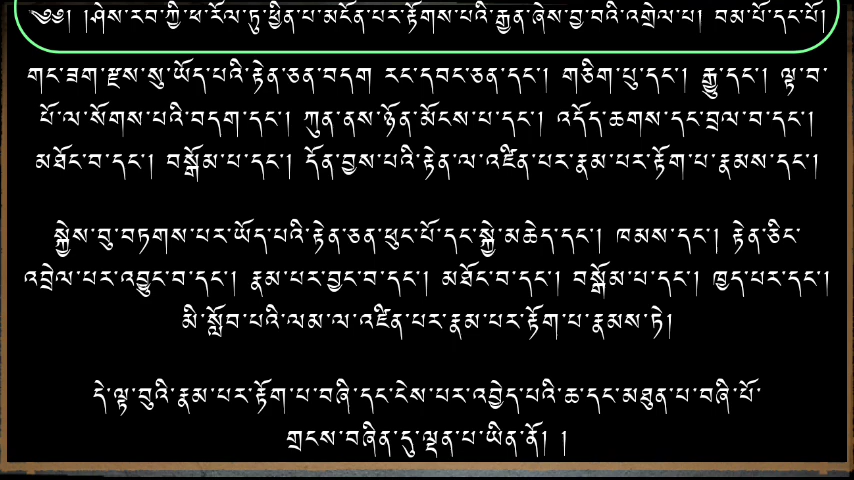 ༄༅། །ཤེས་རབ་ཀྱི་ཕ་རོལ་ཏུ་ཕྱིན་པ་མངོན་པར་རྟོགས་པའི་རྒྱན་ཞེས་བྱ་བའི་འགྲེལ་པ། བམ་པོ་དང་པོ།
གང་ཟག་རྫས་སུ་ཡོད་པའི་རྟེན་ཅན་བདག་རང་དབང་ཅན་དང་། གཅིག་པུ་དང་། རྒྱུ་དང་། ལྟ་བ་
པོ་ལ་སོགས་པའི་བདག་དང་། ཀུན་ནས་ཉོན་མོངས་པ་དང་། འདོད་ཆགས་དང་བྲལ་བ་དང་།
མཐོང་བ་དང་། བསྒོམ་པ་དང་། དོན་བྱས་པའི་རྟེན་ལ་འཛིན་པར་རྣམ་པར་རྟོག་པ་རྣམས་དང་།
སྐྱེས་བུ་བཏགས་པར་ཡོད་པའི་རྟེན་ཅན་ཕུང་པོ་དང་སྐྱེ་མཆེད་དང་། ཁམས་དང་། རྟེན་ཅིང་
འབྲེལ་པར་འབྱུང་བ་དང་། རྣམ་པར་བྱང་བ་དང་། མཐོང་བ་དང་། བསྒོམ་པ་དང་། ཁྱད་པར་དང་།
མི་སློབ་པའི་ལམ་ལ་འཛིན་པར་རྣམ་པར་རྟོག་པ་རྣམས་ཏེ།
དེ་ལྟ་བུའི་རྣམ་པར་རྟོག་པ་བཞི་དང་ངེས་པར་འབྱེད་པའི་ཆ་དང་མཐུན་པ་བཞི་པོ་
གྲངས་བཞིན་དུ་ལྡན་པ་ཡིན་ནོ། །